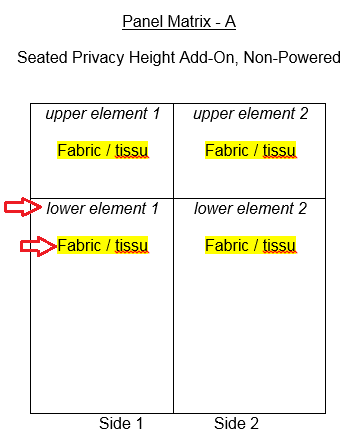 Panel Matrix - A
Seated Privacy Height Add-On, Non-Powered
upper element 1 upper element 2
Fabric / tissu Fabric / tissu
lower element 1 lower element 2
Fabric / tissu Fabric / tissu
Side 1 Side 2